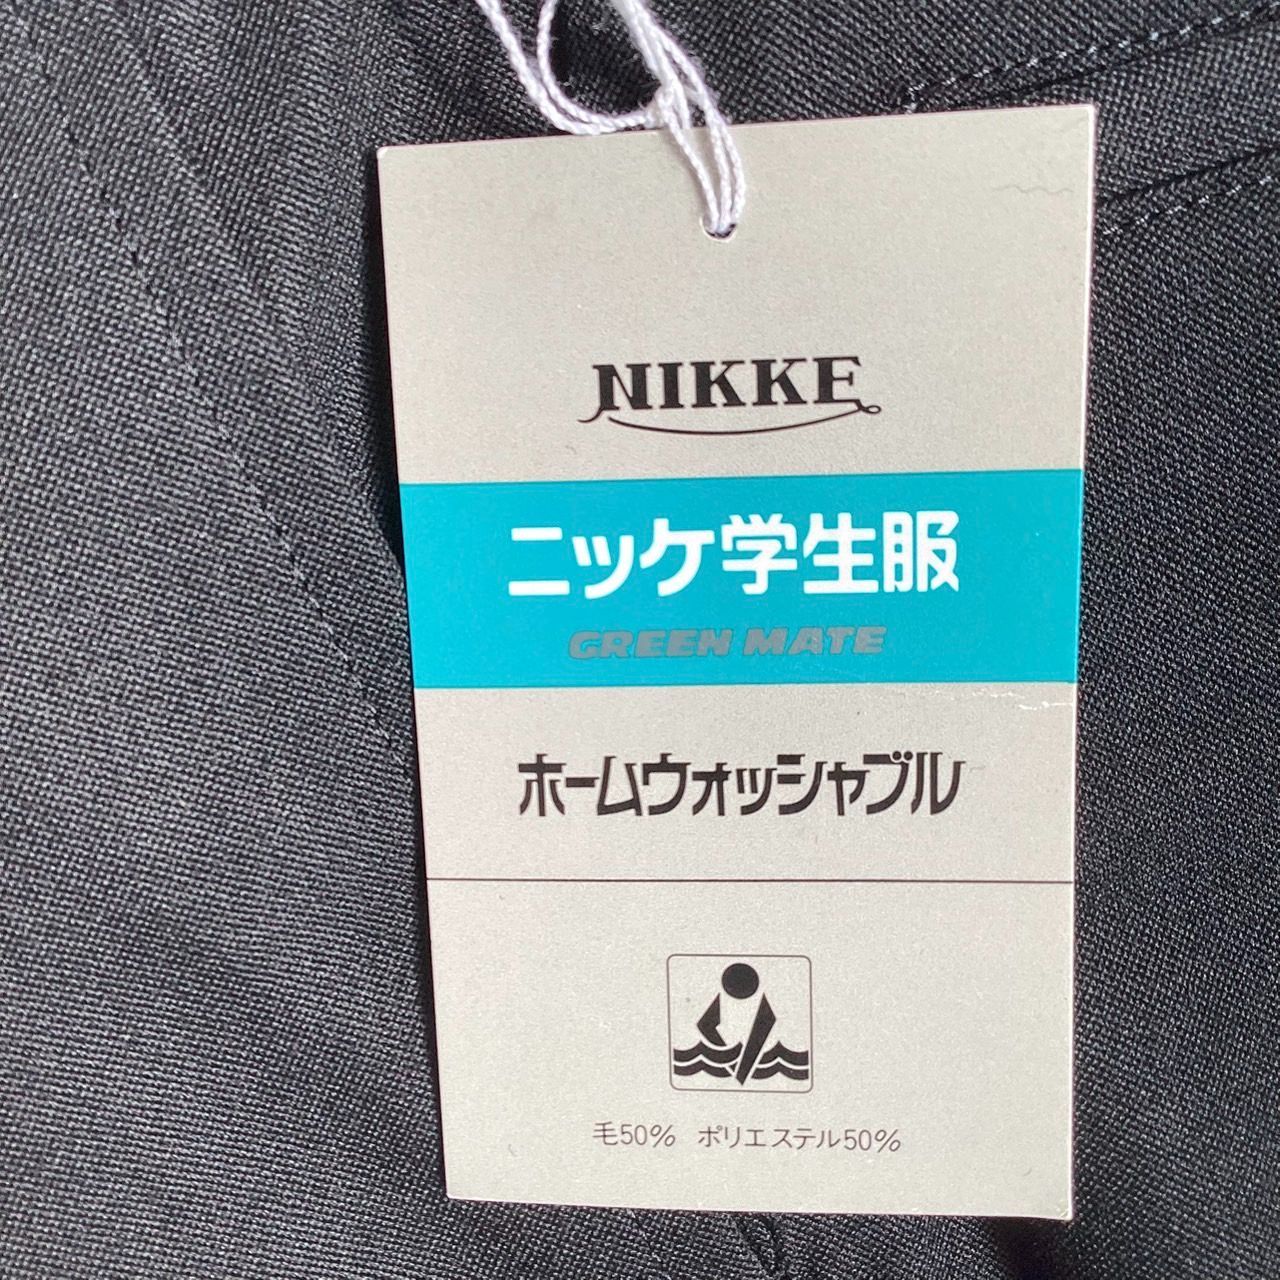 NIKKE
ニッケ学生服
GREEN MATE
ホームウォッシャブル
毛50% ポリエステル50%